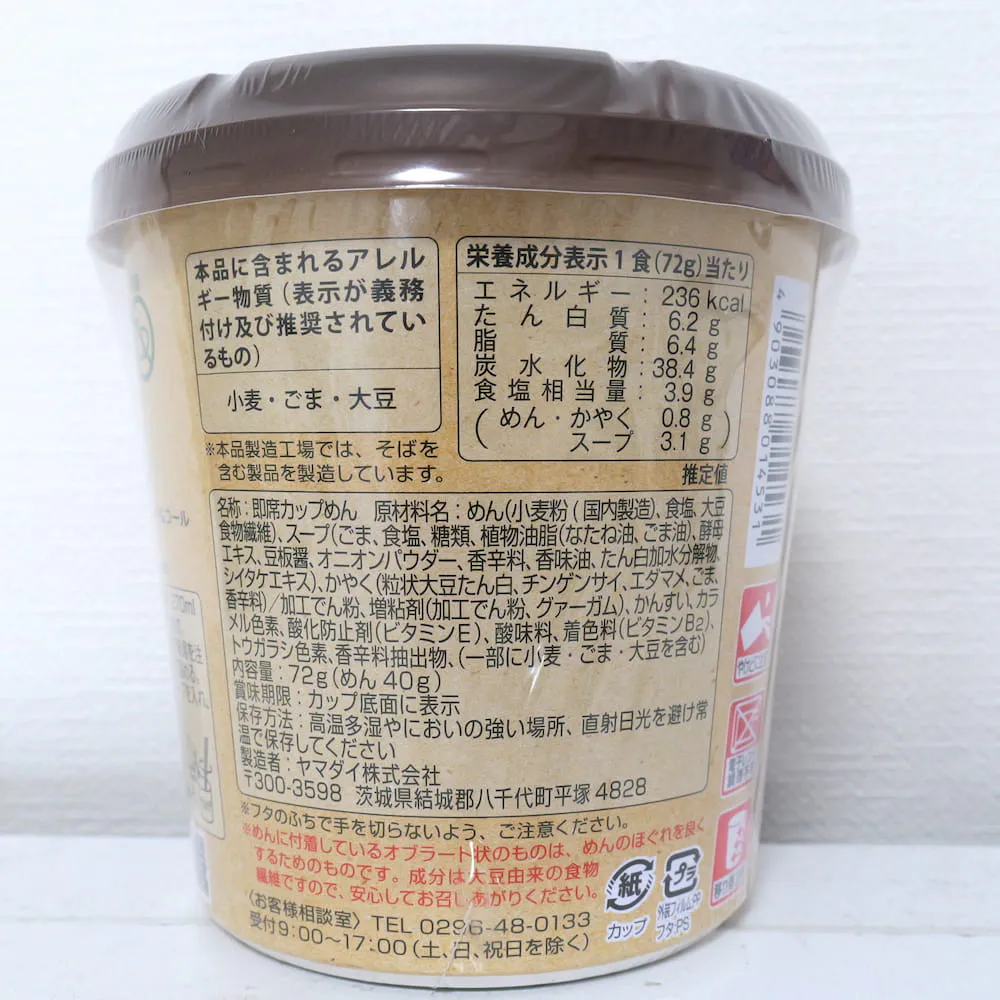 本品に含まれるアレル
ギー物質(表示が義務
付け及び推奨されてい
るもの)
小麦・ごま・大豆
※本品製造工場では、そばを
含む製品を製造しています。
栄養成分表示1食(72g)当たり
エネルギー:236kcal
たん白質:6.2g
脂質:6.4g
炭水化物:38.4g
食塩相当量:3.9g
(めん・かやく 0.8g
スープ 3.1g)
推定値
名称:即席カップめん 原材料名:めん(小麦粉(国内製造)、食塩、大豆
食物繊維)、スープ(ごま、食塩、糖類、植物油脂(なたね油、ごま油)、酵母
エキス、豆板醤、オニオンパウダー、香辛料、香味油、たん白加水分解物、
シイタケエキス)、かやく(粒状大豆たん白、チンゲンサイ、エダマメ、ごま、
香辛料)/加工でん粉、増粘剤(加工でん粉、グァーガム)、かんすい、カラ
メル色素、酸化防止剤(ビタミンE)、酸味料、着色料(ビタミンB2)、
トウガラシ色素、香辛料抽出物、(一部に小麦・ごま・大豆を含む)
内容量:72g(めん40g)
賞味期限:カップ底面に表示
保存方法:高温多湿やにおいの強い場所、直射日光を避け常
温で保存してください
製造者:ヤマダイ株式会社
〒300-3598 茨城県結城郡八千代町平塚4828
※フタのふちで手を切らないよう、ご注意ください。
※めんに付着しているオブラート状のものは、めんのほぐれを良く
するためのものです。成分は大豆由来の食物
繊維ですので、安心してお召しあがりください。
〈お客様相談室〉TEL 0296-48-0133
受付9:00〜17:00(土、日、祝日を除く)
紙
カップ
プラ
外装フィルム:PP
フタ:PS
4903088014531
コール
270ml